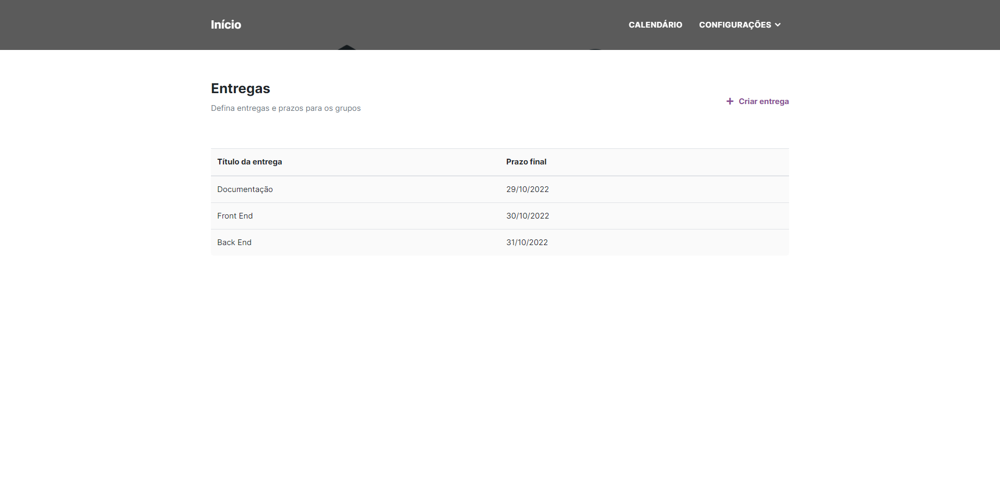 Início
CALENDÁRIO CONFIGURAÇÕES
Entregas
Defina entregas e prazos para os grupos
Criar entrega
Título da entrega Prazo final
Documentação 29/10/2022
Front End 30/10/2022
Back End 31/10/2022